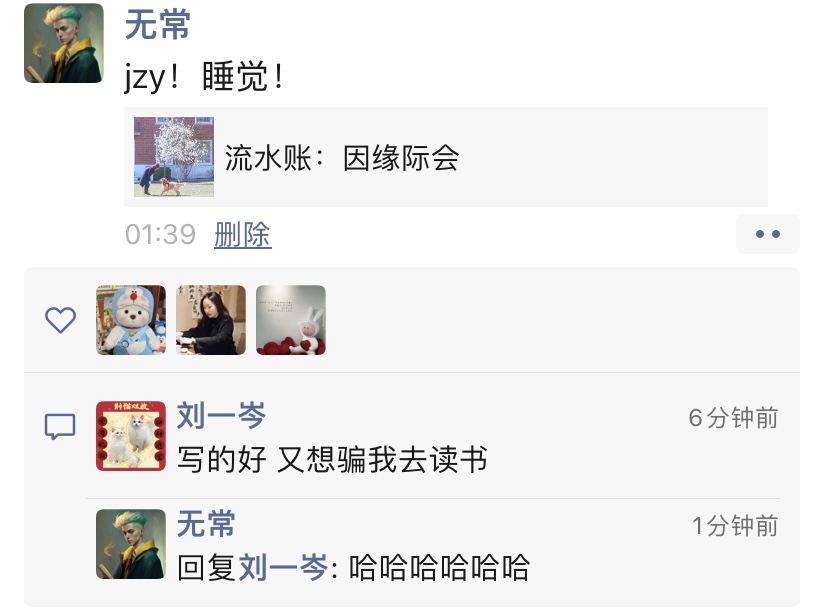 无常
jzy！睡觉！
流水账：因缘际会
01:39 删除
刘一岑 6分钟前
写的好 又想骗我去读书
无常 1分钟前
回复刘一岑: 哈哈哈哈哈哈